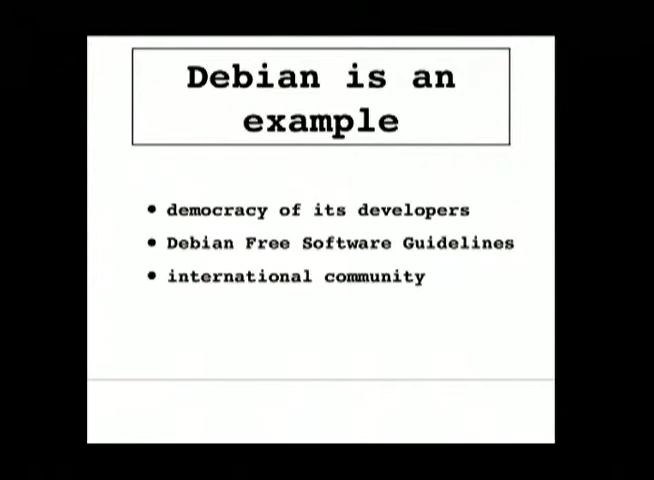 Debian is an
example
• democracy of its developers
• Debian Free Software Guidelines
• international community